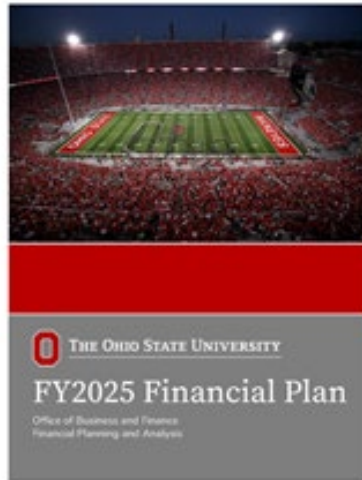 O THE OHIO STATE UNIVERSITY
FY2025 Financial Plan
Office of Business and Finance
Financial Planning and Analysis